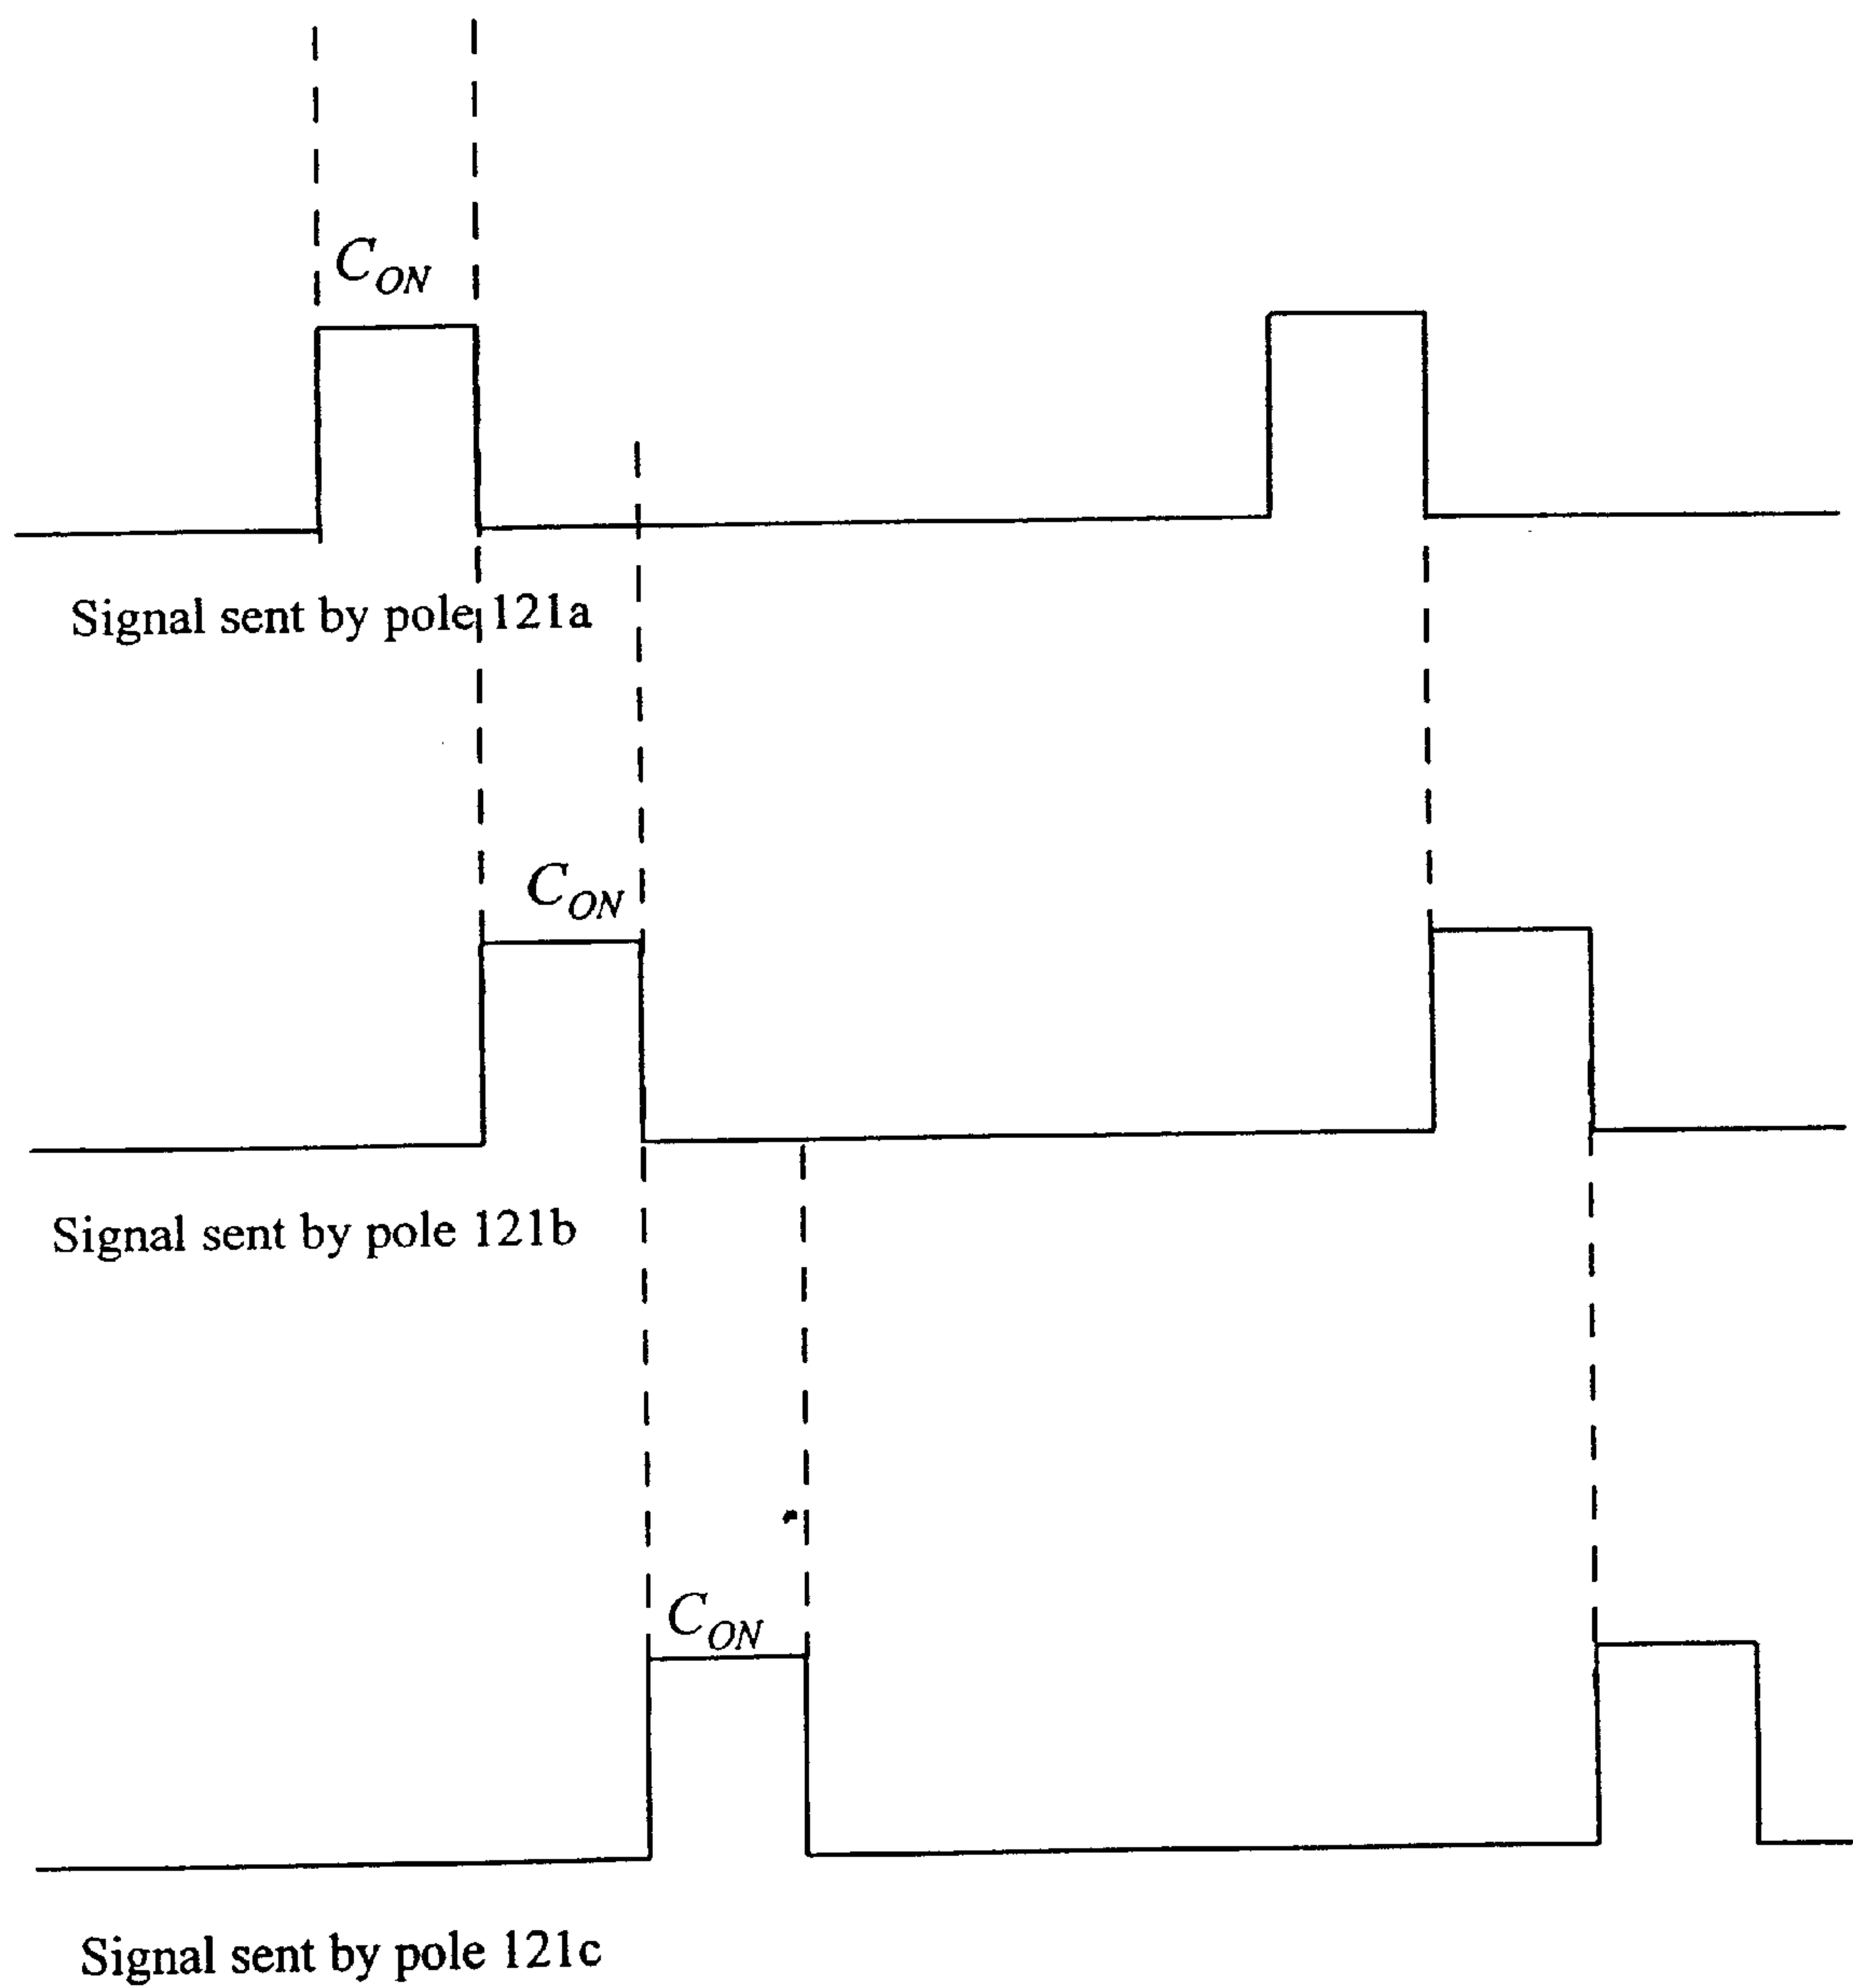 C_ON
Signal sent by pole 121a
C_ON
Signal sent by pole 121b
C_ON
Signal sent by pole 121c